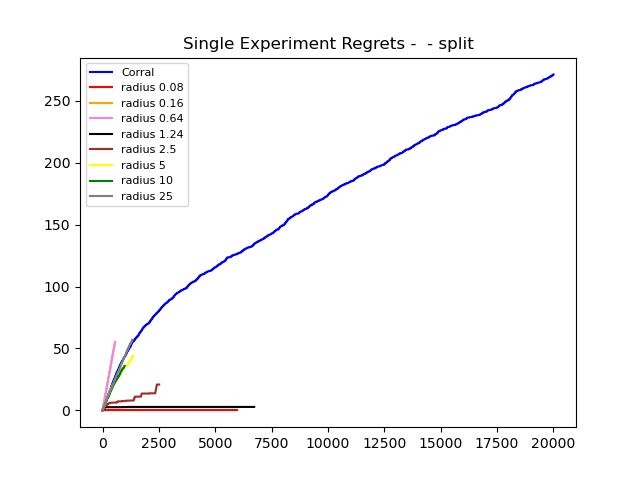 Single Experiment Regrets -  - split
Corral
radius 0.08
radius 0.16
radius 0.64
radius 1.24
radius 2.5
radius 5
radius 10
radius 25
250
200
150
100
50
0
0 2500 5000 7500 10000 12500 15000 17500 20000